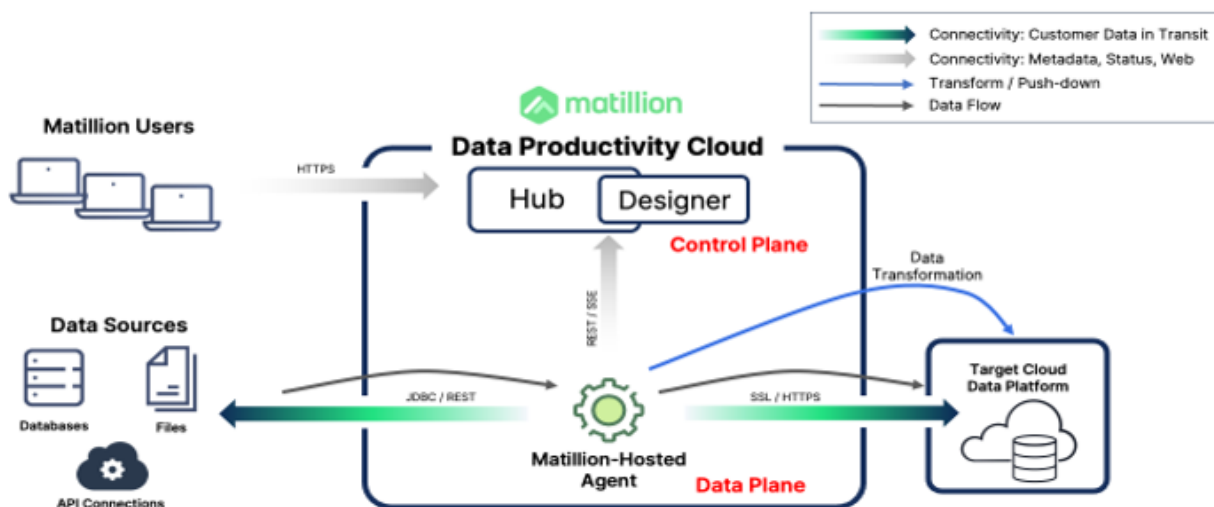 Connectivity: Customer Data in Transit
Connectivity: Metadata, Status, Web
Transform / Push-down
Data Flow
matillion
Matillion Users
Data Productivity Cloud
HTTPS
Hub
Designer
Control Plane
REST / SSE
Data
Transformation
Data Sources
Databases
Files
API Connections
JDBC / REST
SSL / HTTPS
Matillion-Hosted
Agent
Data Plane
Target Cloud
Data Platform